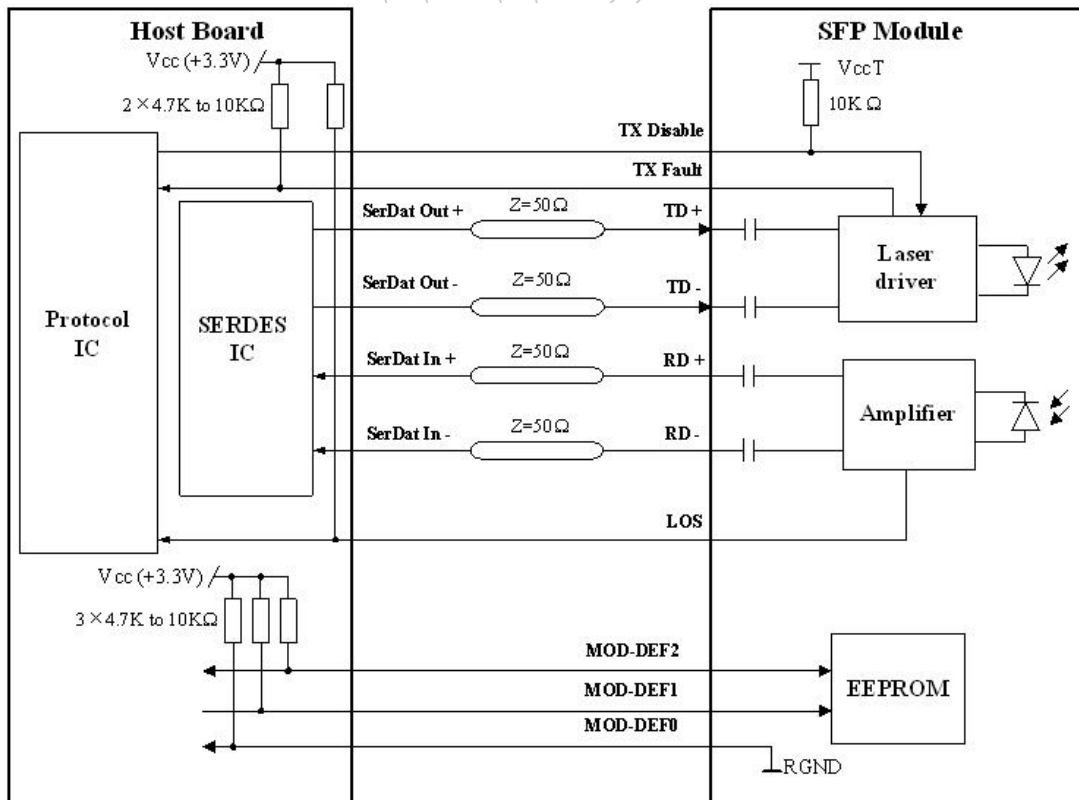 Host Board
SFP Module
Vcc (+3.3V)
VccT
2×4.7K to 10KΩ
10K Ω
TX Disable
TX Fault
SerDat Out +
Z=50Ω
TD +
Laser
driver
SerDat Out -
Z=50Ω
TD -
Protocol
IC
SERDES
IC
SerDat In +
Z=50Ω
RD +
Amplifier
SerDat In -
Z=50Ω
RD -
LOS
Vcc (+3.3V)
3×4.7K to 10KΩ
MOD-DEF2
MOD-DEF1
MOD-DEF0
EEPROM
RGND